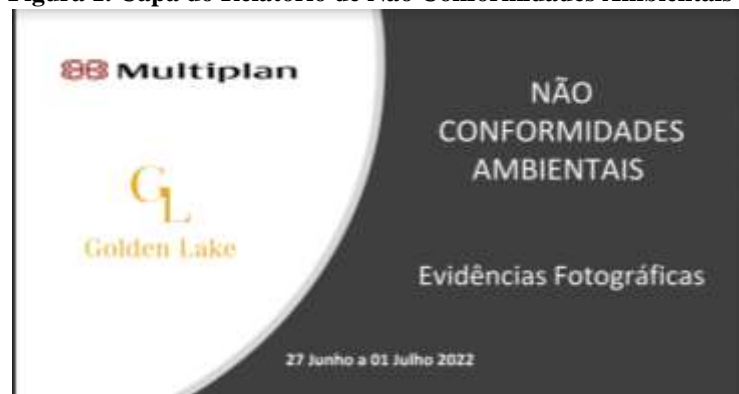 Figura 1: Capa do Relatório de Não Conformidades Ambientais
Multiplan
GL
Golden Lake
NÃO
CONFORMIDADES
AMBIENTAIS
Evidências Fotográficas
27 Junho a 01 Julho 2022